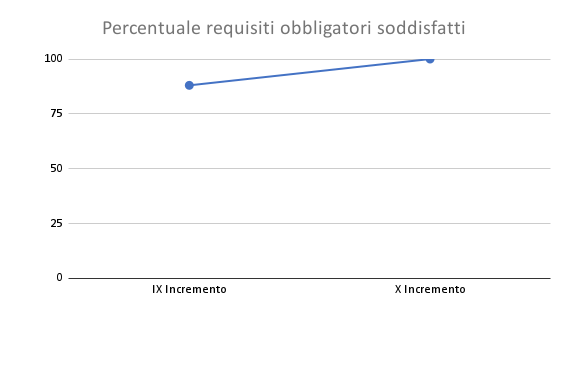 Percentuale requisiti obbligatori soddisfatti
100
75
50
25
0
IX Incremento X Incremento